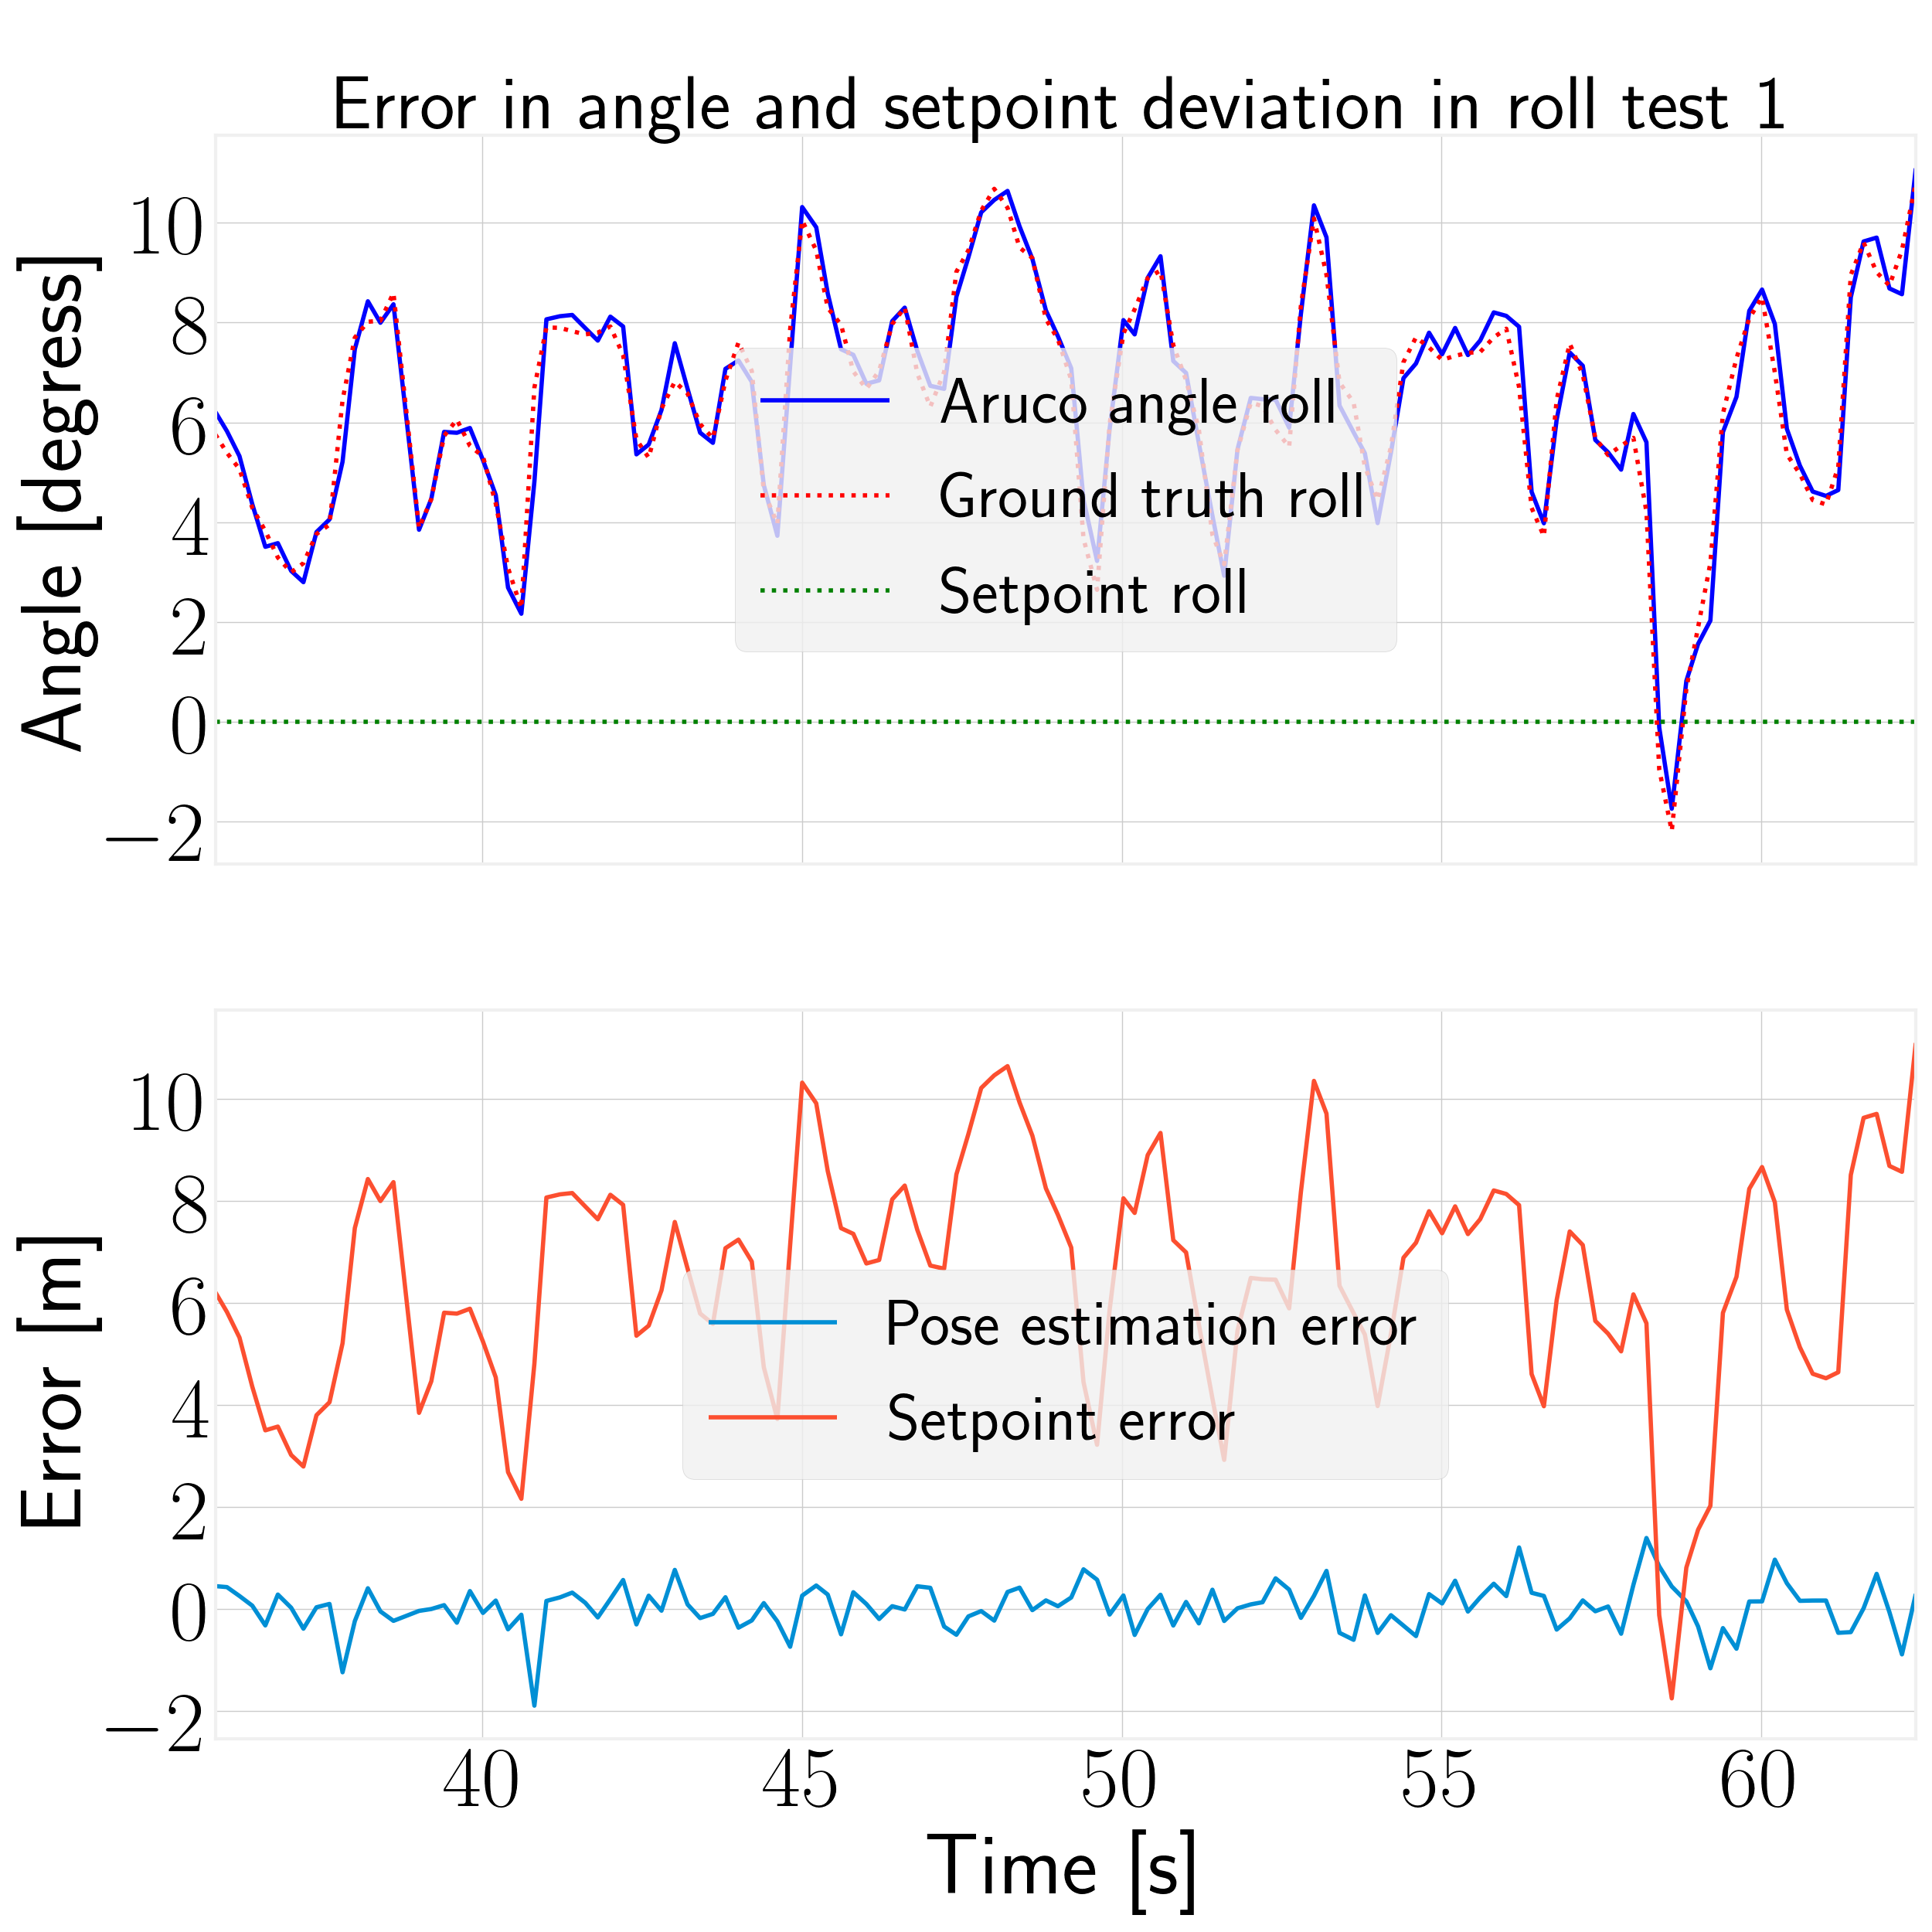 Error in angle and setpoint deviation in roll test 1
Angle [degress]
10
8
6
4
2
0
−2
Aruco angle roll
Ground truth roll
Setpoint roll
Error [m]
10
8
6
4
2
0
−2
Pose estimation error
Setpoint error
40 45 50 55 60
Time [s]